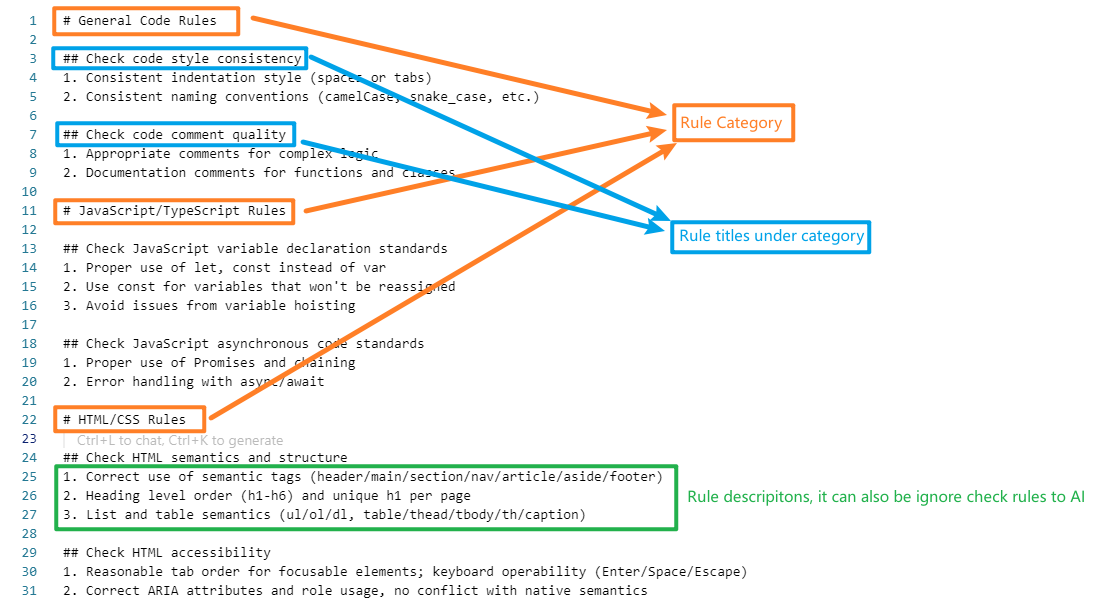 1 # General Code Rules
2
3 ## Check code style consistency
4 1. Consistent indentation style (spaces or tabs)
5 2. Consistent naming conventions (camelCase, snake_case, etc.)
6
Rule Category
7 ## Check code comment quality
8 1. Appropriate comments for complex logic
9 2. Documentation comments for functions and classes
10
11 # JavaScript/TypeScript Rules
12
Rule titles under category
13 ## Check JavaScript variable declaration standards
14 1. Proper use of let, const instead of var
15 2. Use const for variables that won't be reassigned
16 3. Avoid issues from variable hoisting
17
18 ## Check JavaScript asynchronous code standards
19 1. Proper use of Promises and chaining
20 2. Error handling with async/await
21
22 # HTML/CSS Rules
23 Ctrl+L to chat, Ctrl+K to generate
24 ## Check HTML semantics and structure
25 1. Correct use of semantic tags (header/main/section/nav/article/aside/footer)
26 2. Heading level order (h1-h6) and unique h1 per page
Rule descripitons, it can also be ignore check rules to AI
27 3. List and table semantics (ul/ol/dl, table/thead/tbody/th/caption)
28
29 ## Check HTML accessibility
30 1. Reasonable tab order for focusable elements; keyboard operability (Enter/Space/Escape)
31 2. Correct ARIA attributes and role usage, no conflict with native semantics